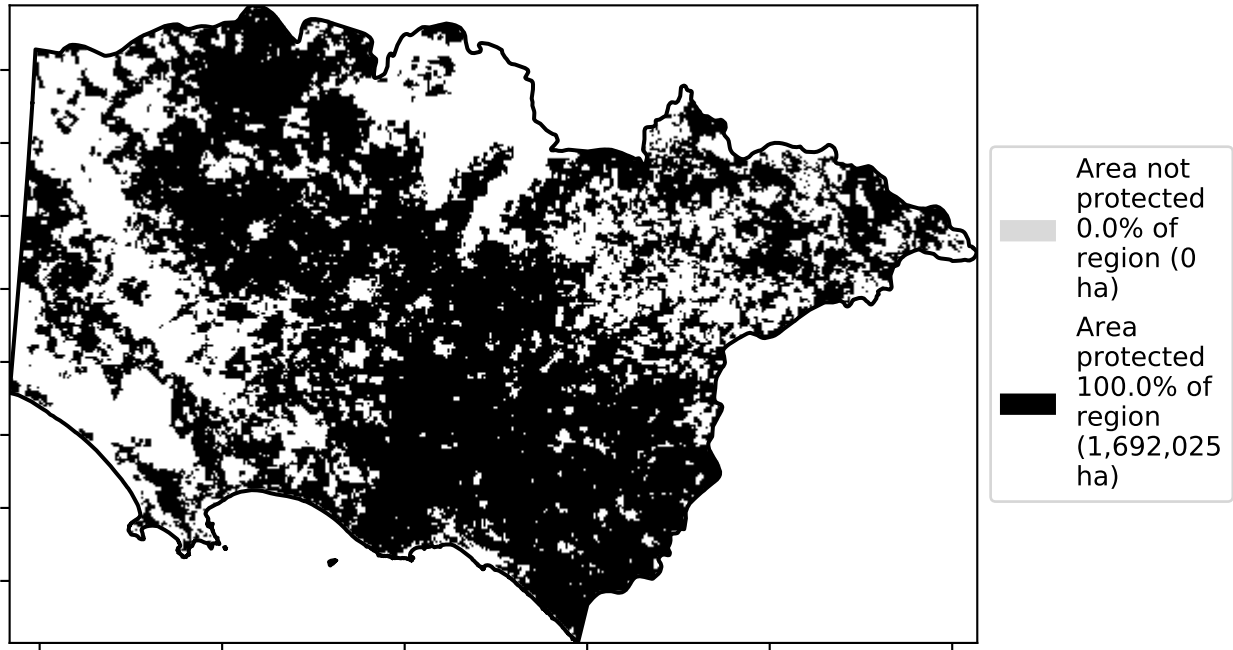 Area not
protected
0.0% of
region (0
ha)
Area
protected
100.0% of
region
(1,692,025
ha)